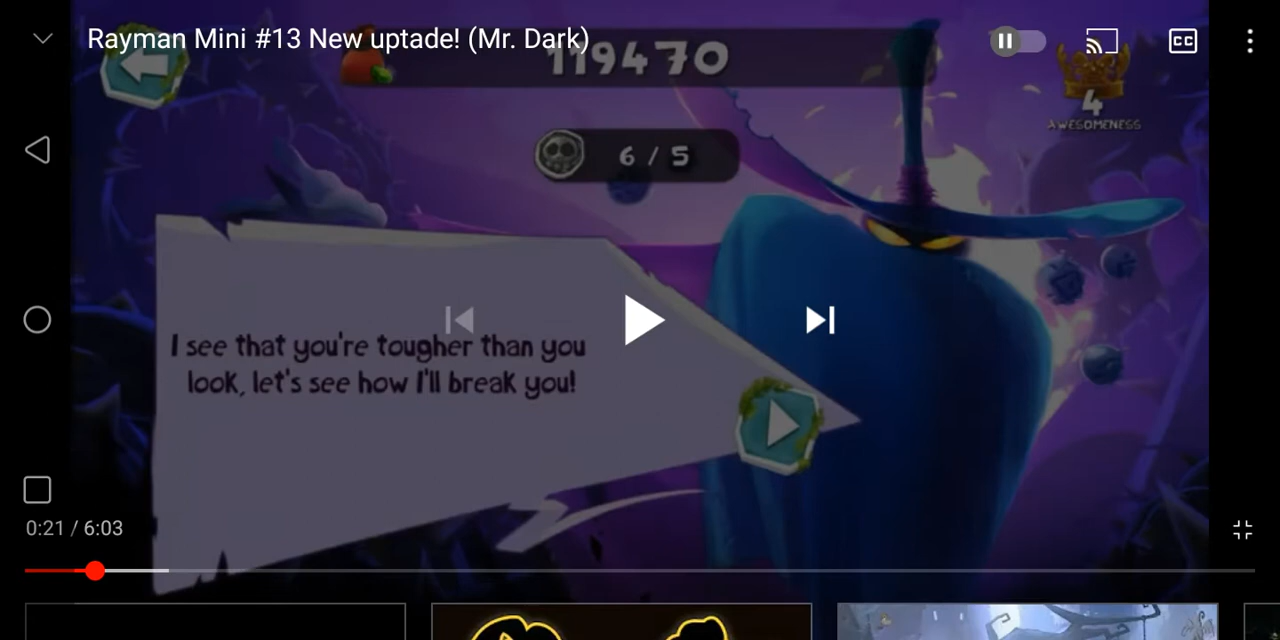 Rayman Mini #13 New uptade! (Mr. Dark)
119470
CC
4
AWESOMENESS
6 / 5
I see that you're tougher than you
look, let's see how I'll break you!
0:21 / 6:03